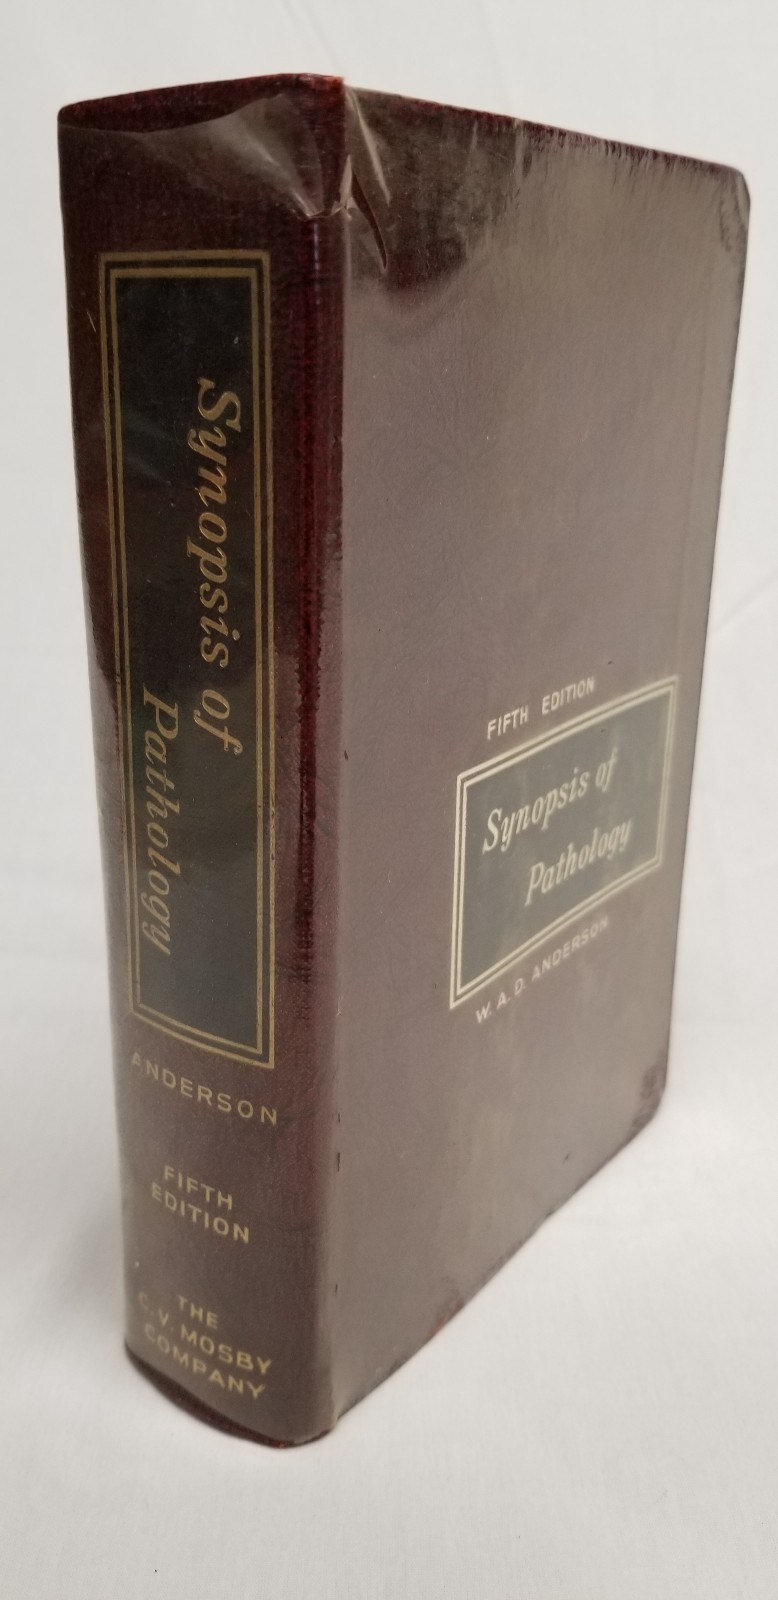 Synopsis of
Pathology
ANDERSON
FIFTH
EDITION
THE
C.V. MOSBY
COMPANY
FIFTH EDITION
Synopsis of
Pathology
W. A. D. ANDERSON